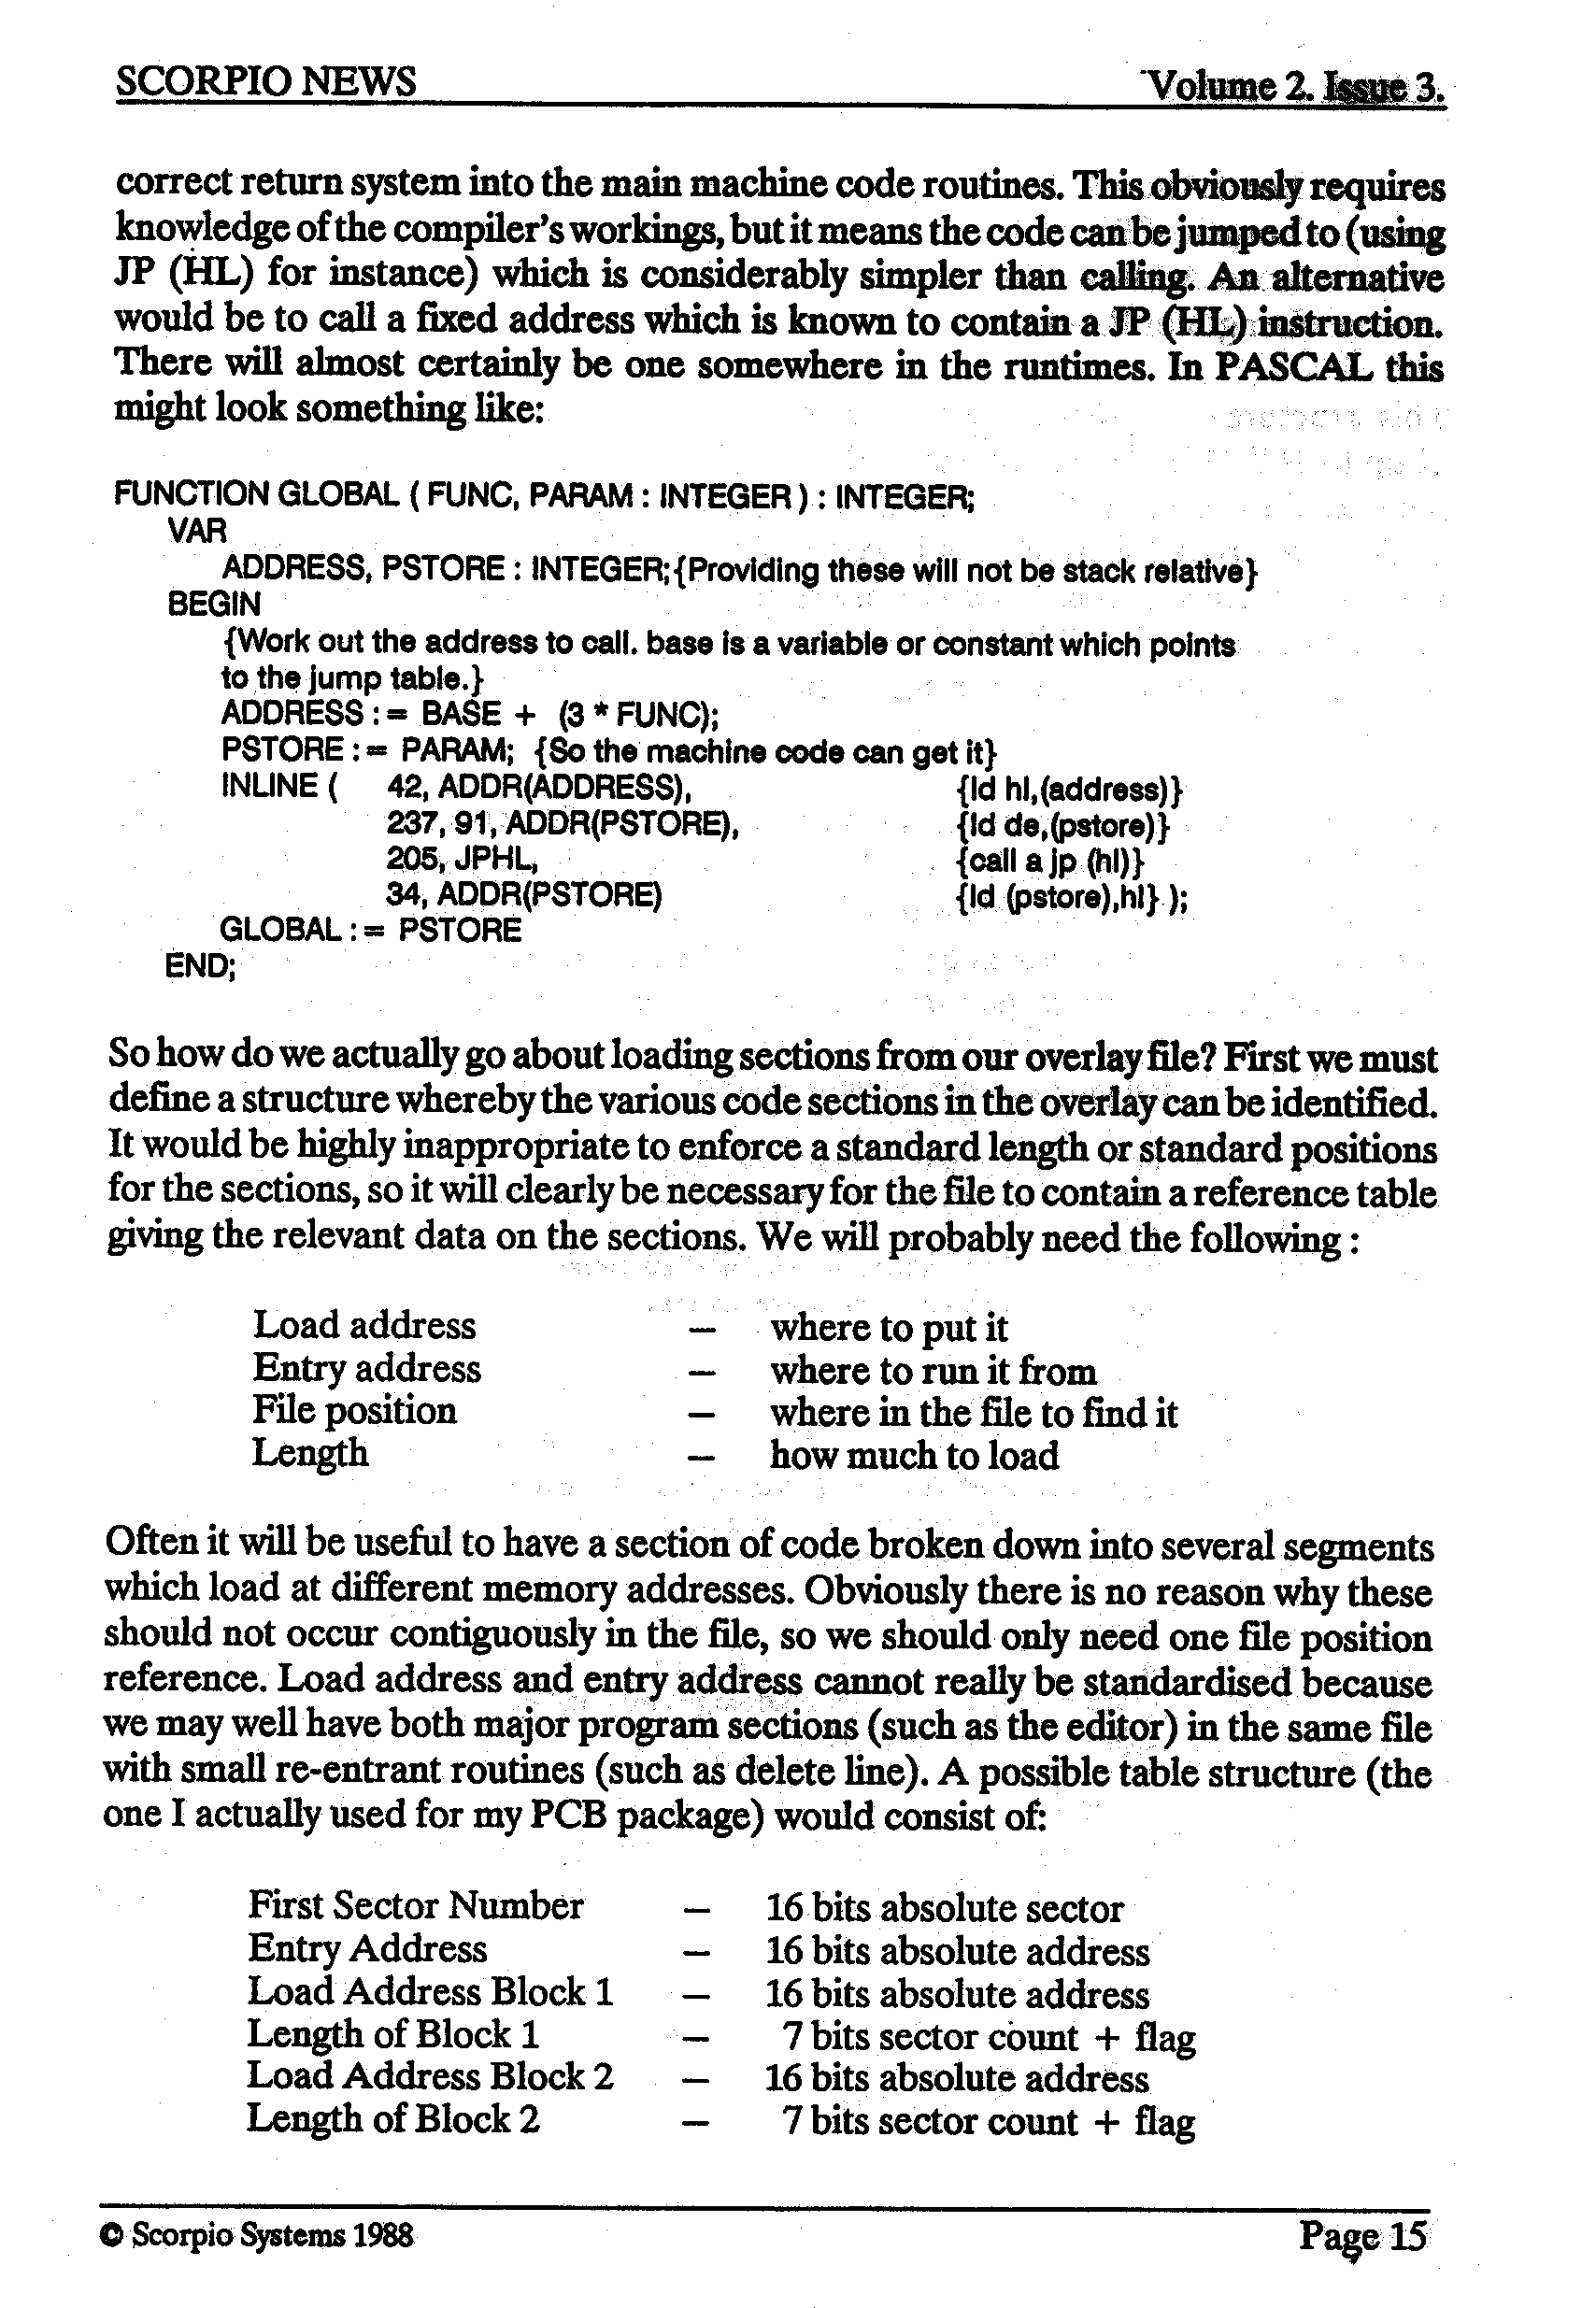 SCORPIO NEWS Volume 2. Issue 3.
correct return system into the main machine code routines. This obviously requires
knowledge of the compiler's workings, but it means the code can be jumped to (using
JP (HL) for instance) which is considerably simpler than calling. An alternative
would be to call a fixed address which is known to contain a JP (HL) instruction.
There will almost certainly be one somewhere in the runtimes. In PASCAL this
might look something like:
FUNCTION GLOBAL ( FUNC, PARAM : INTEGER ) : INTEGER;
VAR
ADDRESS, PSTORE : INTEGER;{Providing these will not be stack relative}
BEGIN
{Work out the address to call. base is a variable or constant which points
to the jump table.}
ADDRESS := BASE + (3 * FUNC);
PSTORE := PARAM; {So the machine code can get it}
INLINE ( 42, ADDR(ADDRESS), {ld hl,(address)}
237, 91, ADDR(PSTORE), {ld de,(pstore)}
205, JPHL, {call a jp (hl)}
34, ADDR(PSTORE) {ld (pstore),hl} );
GLOBAL := PSTORE
END;
So how do we actually go about loading sections from our overlay file? First we must
define a structure whereby the various code sections in the overlay can be identified.
It would be highly inappropriate to enforce a standard length or standard positions
for the sections, so it will clearly be necessary for the file to contain a reference table
giving the relevant data on the sections. We will probably need the following :
Load address – where to put it
Entry address – where to run it from
File position – where in the file to find it
Length – how much to load
Often it will be useful to have a section of code broken down into several segments
which load at different memory addresses. Obviously there is no reason why these
should not occur contiguously in the file, so we should only need one file position
reference. Load address and entry address cannot really be standardised because
we may well have both major program sections (such as the editor) in the same file
with small re-entrant routines (such as delete line). A possible table structure (the
one I actually used for my PCB package) would consist of:
First Sector Number – 16 bits absolute sector
Entry Address – 16 bits absolute address
Load Address Block 1 – 16 bits absolute address
Length of Block 1 – 7 bits sector count + flag
Load Address Block 2 – 16 bits absolute address
Length of Block 2 – 7 bits sector count + flag
© Scorpio Systems 1988 Page 15